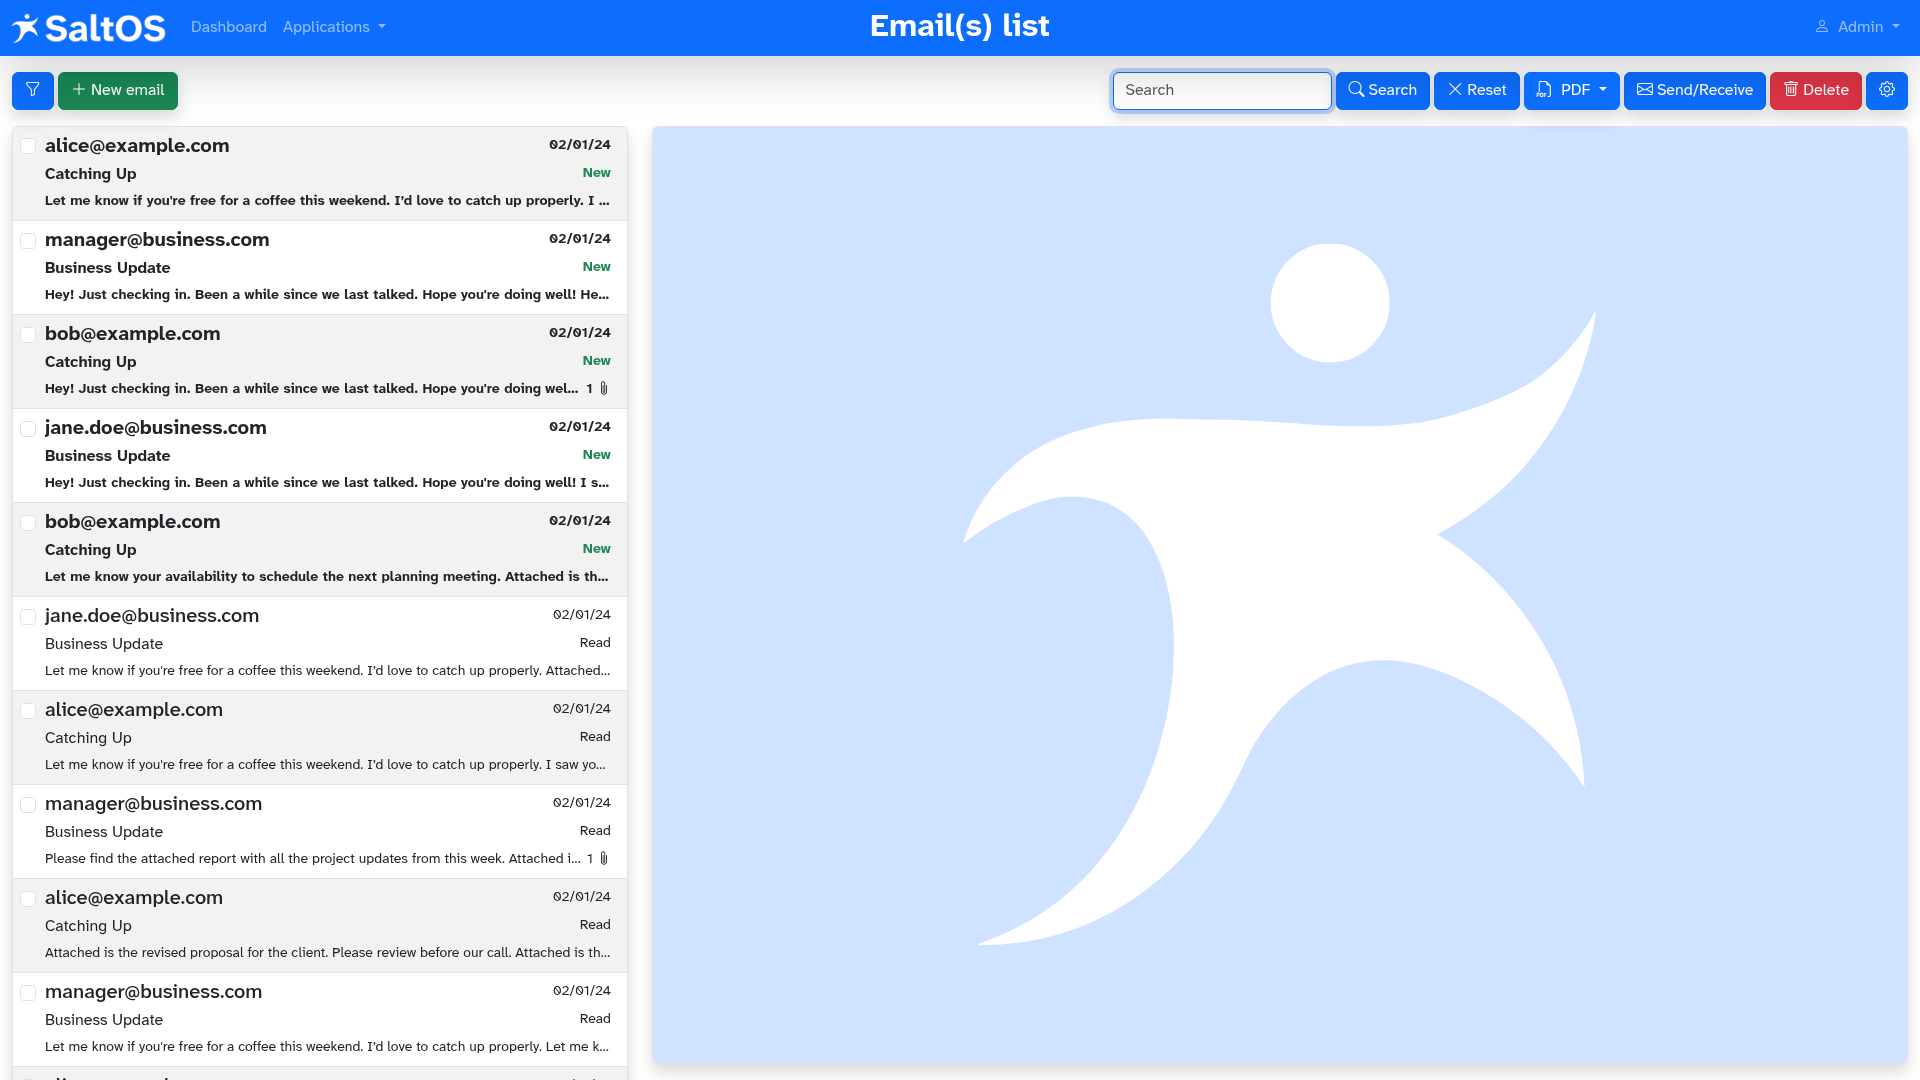 SaltOS Dashboard Applications Email(s) list Admin
New email Search Search Reset PDF Send/Receive Delete
alice@example.com 02/01/24
Catching Up New
Let me know if you're free for a coffee this weekend. I'd love to catch up properly. I ...
manager@business.com 02/01/24
Business Update New
Hey! Just checking in. Been a while since we last talked. Hope you're doing well! He...
bob@example.com 02/01/24
Catching Up New
Hey! Just checking in. Been a while since we last talked. Hope you're doing wel... 1
jane.doe@business.com 02/01/24
Business Update New
Hey! Just checking in. Been a while since we last talked. Hope you're doing well! I s...
bob@example.com 02/01/24
Catching Up New
Let me know your availability to schedule the next planning meeting. Attached is th...
jane.doe@business.com 02/01/24
Business Update Read
Let me know if you're free for a coffee this weekend. I'd love to catch up properly. Attached...
alice@example.com 02/01/24
Catching Up Read
Let me know if you're free for a coffee this weekend. I'd love to catch up properly. I saw yo...
manager@business.com 02/01/24
Business Update Read
Please find the attached report with all the project updates from this week. Attached i... 1
alice@example.com 02/01/24
Catching Up Read
Attached is the revised proposal for the client. Please review before our call. Attached is th...
manager@business.com 02/01/24
Business Update Read
Let me know if you're free for a coffee this weekend. I'd love to catch up properly. Let me k...